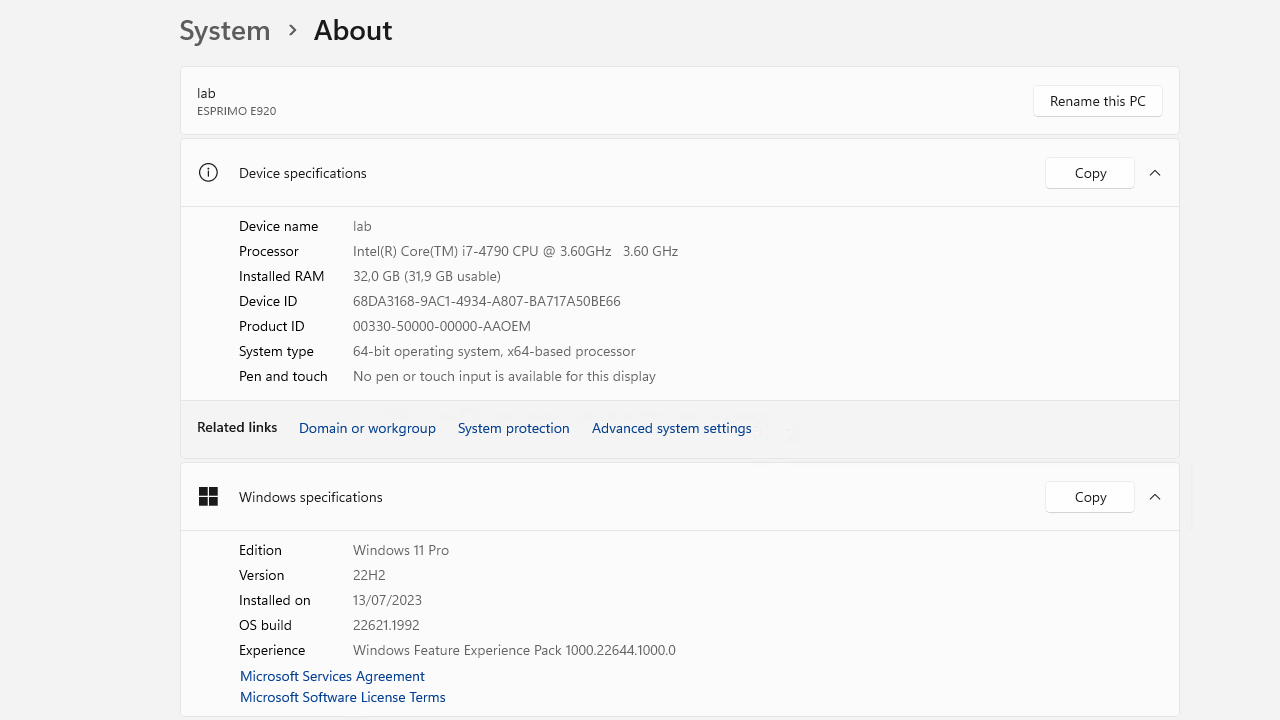 System > About
lab
ESPRIMO E920
Rename this PC
Device specifications
Copy
Device name lab
Processor Intel(R) Core(TM) i7-4790 CPU @ 3.60GHz 3.60 GHz
Installed RAM 32,0 GB (31,9 GB usable)
Device ID 68DA3168-9AC1-4934-A807-BA717A50BE66
Product ID 00330-50000-00000-AAOEM
System type 64-bit operating system, x64-based processor
Pen and touch No pen or touch input is available for this display
Related links Domain or workgroup System protection Advanced system settings
Windows specifications
Copy
Edition Windows 11 Pro
Version 22H2
Installed on 13/07/2023
OS build 22621.1992
Experience Windows Feature Experience Pack 1000.22644.1000.0
Microsoft Services Agreement
Microsoft Software License Terms